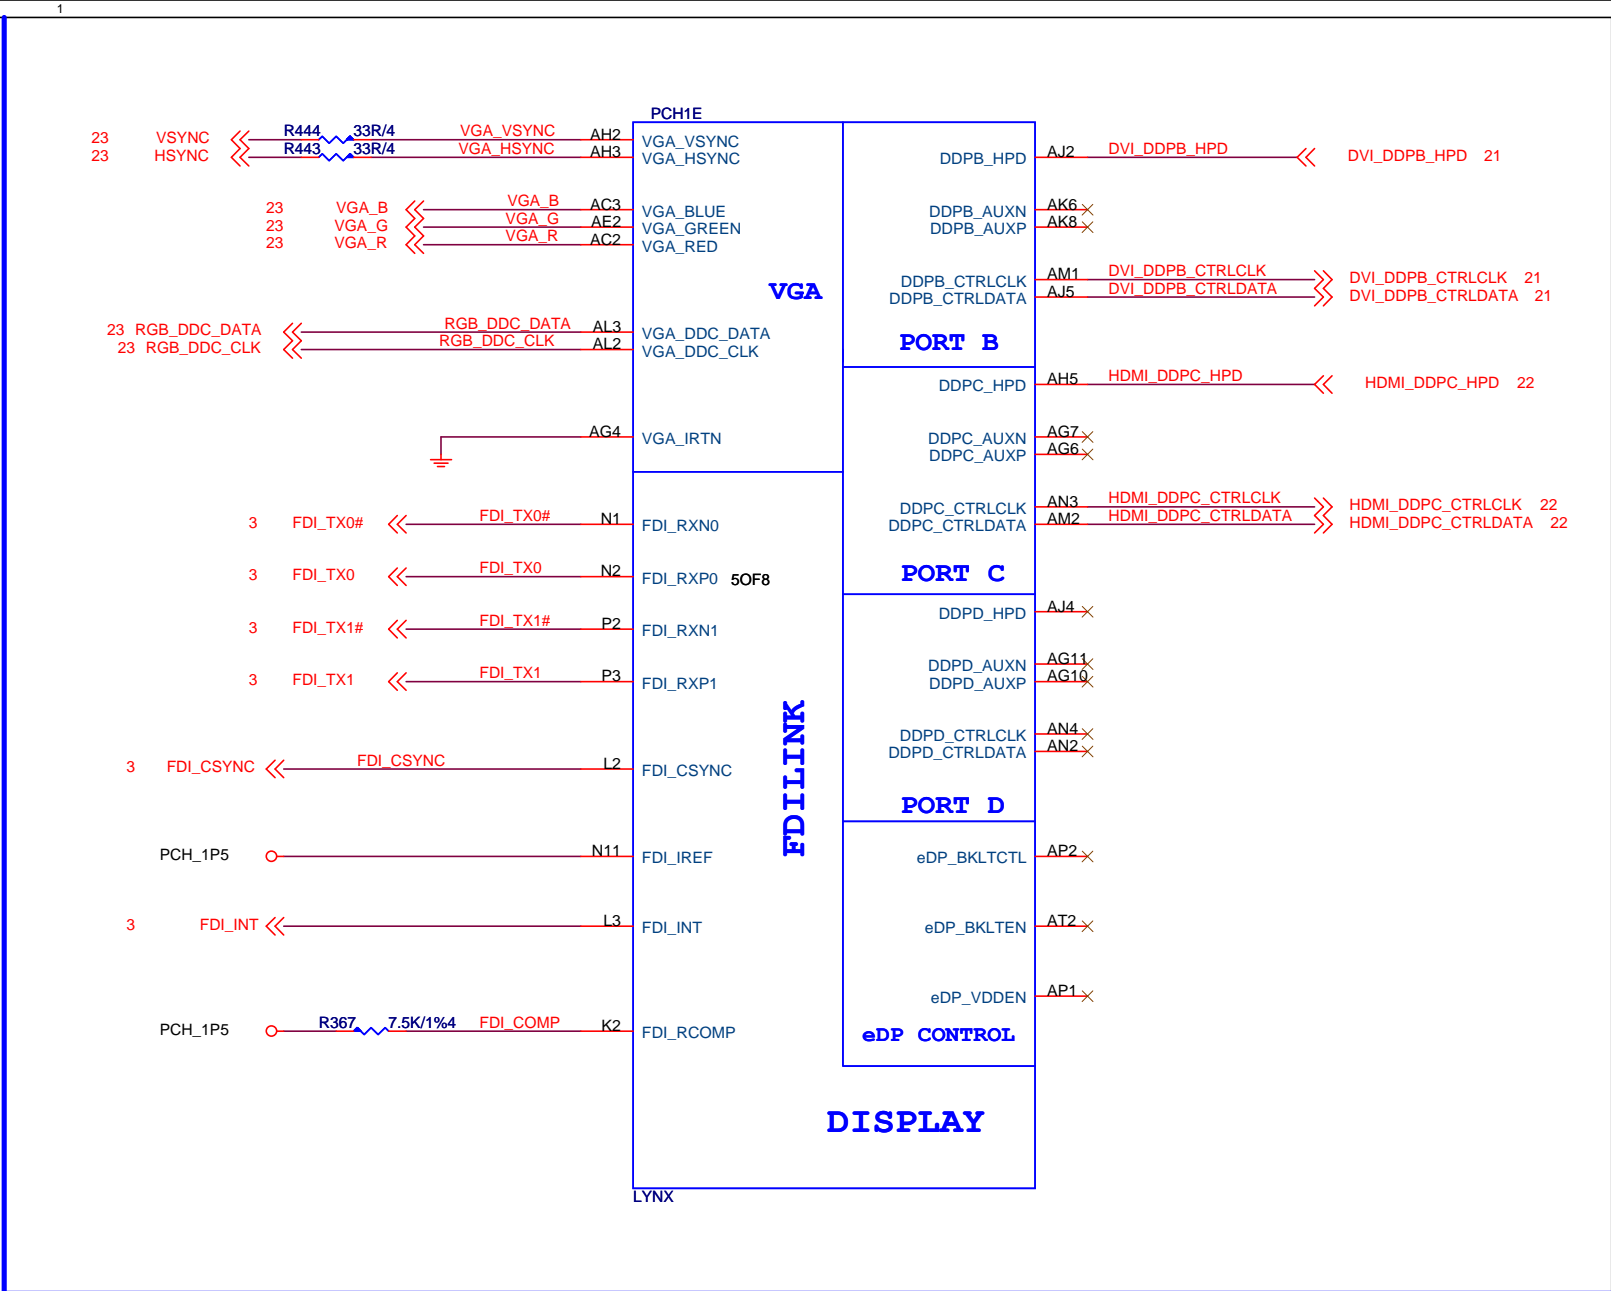 1
PCH1E
23 VSYNC R444 33R/4 VGA_VSYNC AH2 VGA_VSYNC
23 HSYNC R443 33R/4 VGA_HSYNC AH3 VGA_HSYNC
DDPB_HPD AJ2 DVI_DDPB_HPD DVI_DDPB_HPD 21
23 VGA_B VGA_B AC3 VGA_BLUE
23 VGA_G VGA_G AE2 VGA_GREEN
23 VGA_R VGA_R AC2 VGA_RED
DDPB_AUXN AK6
DDPB_AUXP AK8
VGA
DDPB_CTRLCLK AM1 DVI_DDPB_CTRLCLK DVI_DDPB_CTRLCLK 21
DDPB_CTRLDATA AJ5 DVI_DDPB_CTRLDATA DVI_DDPB_CTRLDATA 21
23 RGB_DDC_DATA RGB_DDC_DATA AL3 VGA_DDC_DATA
23 RGB_DDC_CLK RGB_DDC_CLK AL2 VGA_DDC_CLK
PORT B
DDPC_HPD AH5 HDMI_DDPC_HPD HDMI_DDPC_HPD 22
AG4 VGA_IRTN
DDPC_AUXN AG7
DDPC_AUXP AG6
DDPC_CTRLCLK AN3 HDMI_DDPC_CTRLCLK HDMI_DDPC_CTRLCLK 22
DDPC_CTRLDATA AM2 HDMI_DDPC_CTRLDATA HDMI_DDPC_CTRLDATA 22
3 FDI_TX0# FDI_TX0# N1 FDI_RXN0
3 FDI_TX0 FDI_TX0 N2 FDI_RXP0 5OF8
PORT C
DDPD_HPD AJ4
3 FDI_TX1# FDI_TX1# P2 FDI_RXN1
3 FDI_TX1 FDI_TX1 P3 FDI_RXP1
DDPD_AUXN AG11
DDPD_AUXP AG10
DDPD_CTRLCLK AN4
DDPD_CTRLDATA AN2
3 FDI_CSYNC FDI_CSYNC L2 FDI_CSYNC
FDILINK
PORT D
PCH_1P5 N11 FDI_IREF
eDP_BKLTCTL AP2
3 FDI_INT L3 FDI_INT
eDP_BKLTEN AT2
eDP_VDDEN AP1
PCH_1P5 R367 7.5K/1%4 FDI_COMP K2 FDI_RCOMP
eDP CONTROL
DISPLAY
LYNX